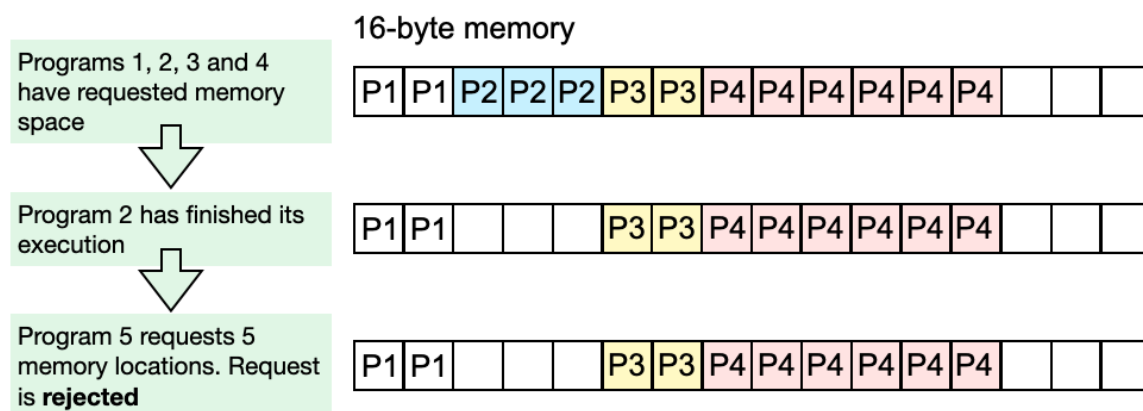 16-byte memory
Programs 1, 2, 3 and 4
have requested memory
space
P1 P1 P2 P2 P2 P3 P3 P4 P4 P4 P4 P4 P4
Program 2 has finished its
execution
P1 P1 P3 P3 P4 P4 P4 P4 P4 P4
Program 5 requests 5
memory locations. Request
is rejected
P1 P1 P3 P3 P4 P4 P4 P4 P4 P4